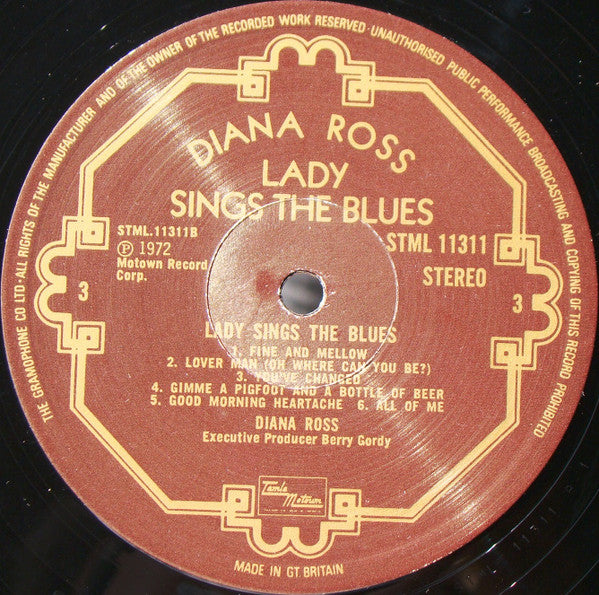 THE GRAMOPHONE CO LTD · ALL RIGHTS OF THE MANUFACTURER AND OF THE OWNER OF THE RECORDED WORK RESERVED · UNAUTHORISED PUBLIC PERFORMANCE BROADCASTING AND COPYING OF THIS RECORD PROHIBITED
DIANA ROSS
LADY
SINGS THE BLUES
STML.11311B
Ⓟ 1972
Motown Record
Corp.
STML 11311
STEREO
3
3
LADY SINGS THE BLUES
1. FINE AND MELLOW
2. LOVER MAN (OH WHERE CAN YOU BE?)
3. YOU'VE CHANGED
4. GIMME A PIGFOOT AND A BOTTLE OF BEER
5. GOOD MORNING HEARTACHE 6. ALL OF ME
DIANA ROSS
Executive Producer Berry Gordy
Tamla
Motown
MADE IN GT. BRITAIN